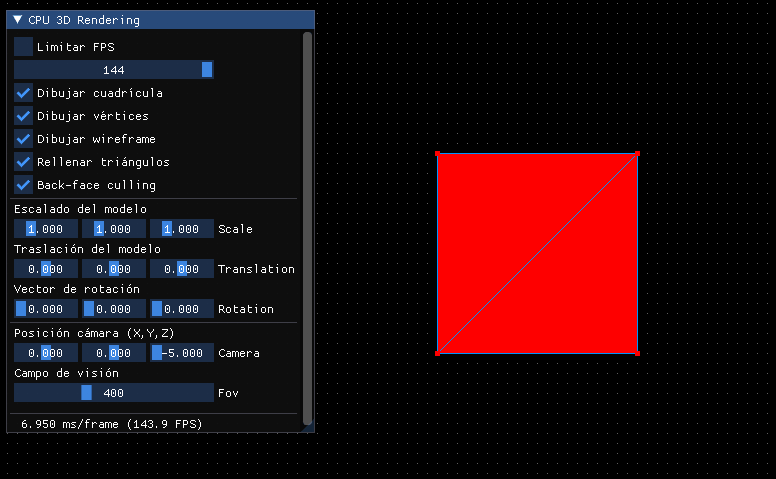 CPU 3D Rendering
Limitar FPS
144
Dibujar cuadrícula
Dibujar vértices
Dibujar wireframe
Rellenar triángulos
Back-face culling
Escalado del modelo
1.000 1.000 1.000 Scale
Traslación del modelo
0.000 0.000 0.000 Translation
Vector de rotación
0.000 0.000 0.000 Rotation
Posición cámara (X,Y,Z)
0.000 0.000 -5.000 Camera
Campo de visión
400 Fov
6.950 ms/frame (143.9 FPS)